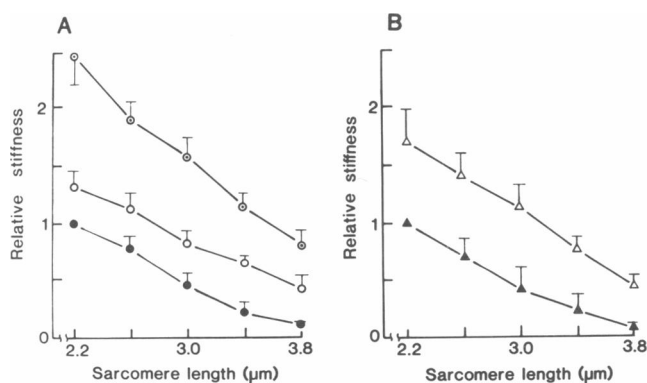 A
B
2
2
Relative stiffness
Relative stiffness
1
1
0
0
2.2 3.0 3.8
2.2 3.0 3.8
Sarcomere length (μm)
Sarcomere length (μm)